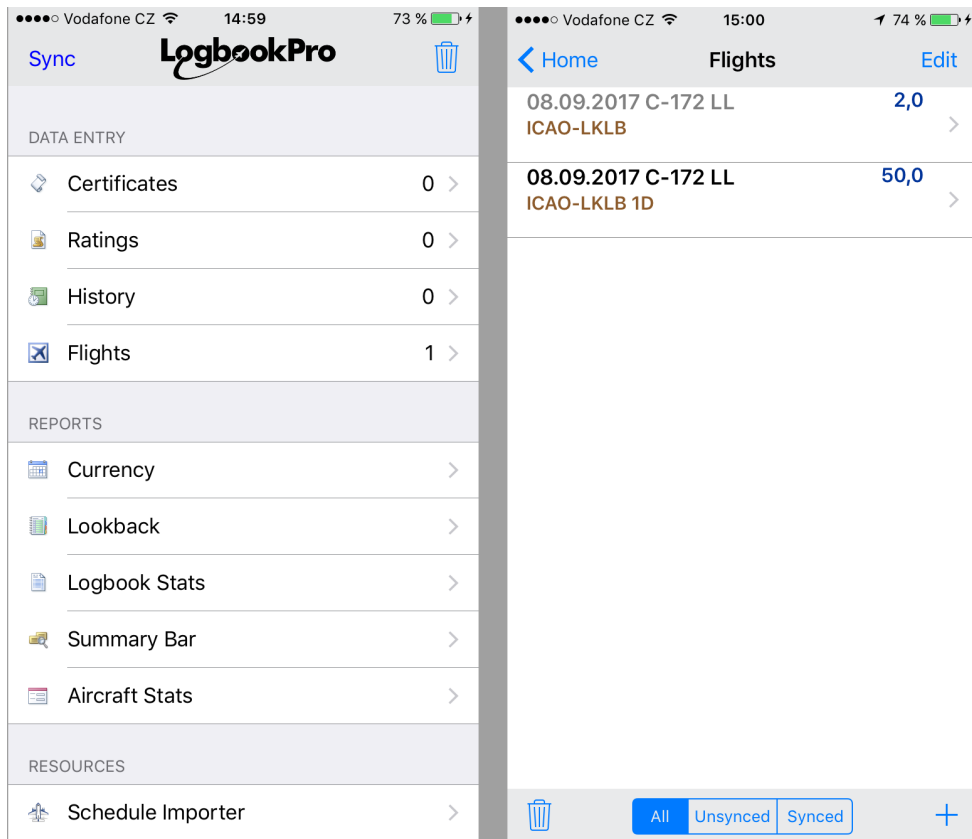 Vodafone CZ 14:59 73 %
Sync LogbookPro
DATA ENTRY
Certificates 0
Ratings 0
History 0
Flights 1
REPORTS
Currency
Lookback
Logbook Stats
Summary Bar
Aircraft Stats
RESOURCES
Schedule Importer
Vodafone CZ 15:00 74 %
Home Flights Edit
08.09.2017 C-172 LL 2,0
ICAO-LKLB
08.09.2017 C-172 LL 50,0
ICAO-LKLB 1D
All Unsynced Synced